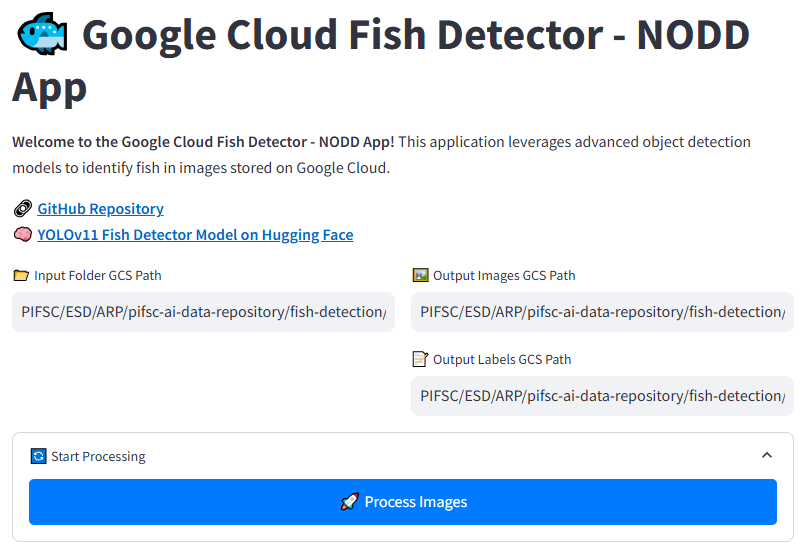 Google Cloud Fish Detector - NODD
App
Welcome to the Google Cloud Fish Detector - NODD App! This application leverages advanced object detection
models to identify fish in images stored on Google Cloud.
GitHub Repository
YOLOv11 Fish Detector Model on Hugging Face
Input Folder GCS Path
PIFSC/ESD/ARP/pifsc-ai-data-repository/fish-detection/
Output Images GCS Path
PIFSC/ESD/ARP/pifsc-ai-data-repository/fish-detection/
Output Labels GCS Path
PIFSC/ESD/ARP/pifsc-ai-data-repository/fish-detection/
Start Processing
Process Images